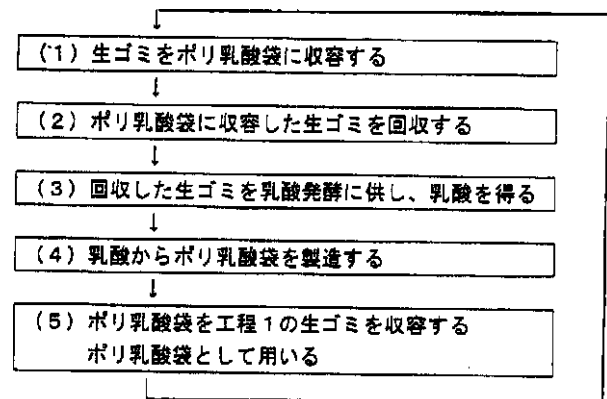 （1）生ゴミをポリ乳酸袋に収容する
（2）ポリ乳酸袋に収容した生ゴミを回収する
（3）回収した生ゴミを乳酸発酵に供し、乳酸を得る
（4）乳酸からポリ乳酸袋を製造する
（5）ポリ乳酸袋を工程1の生ゴミを収容する
ポリ乳酸袋として用いる